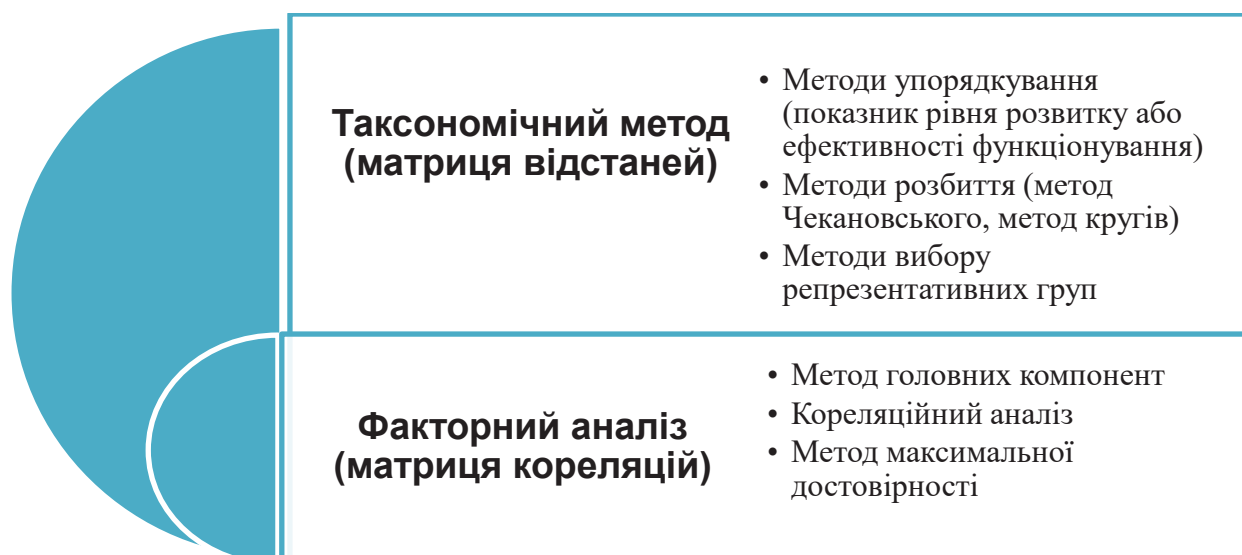 Таксономічний метод
(матриця відстаней)
• Методи упорядкування
(показник рівня розвитку або
ефективності функціонування)
• Методи розбиття (метод
Чекановського, метод кругів)
• Методи вибору
репрезентативних груп
Факторний аналіз
(матриця кореляцій)
• Метод головних компонент
• Кореляційний аналіз
• Метод максимальної
достовірності